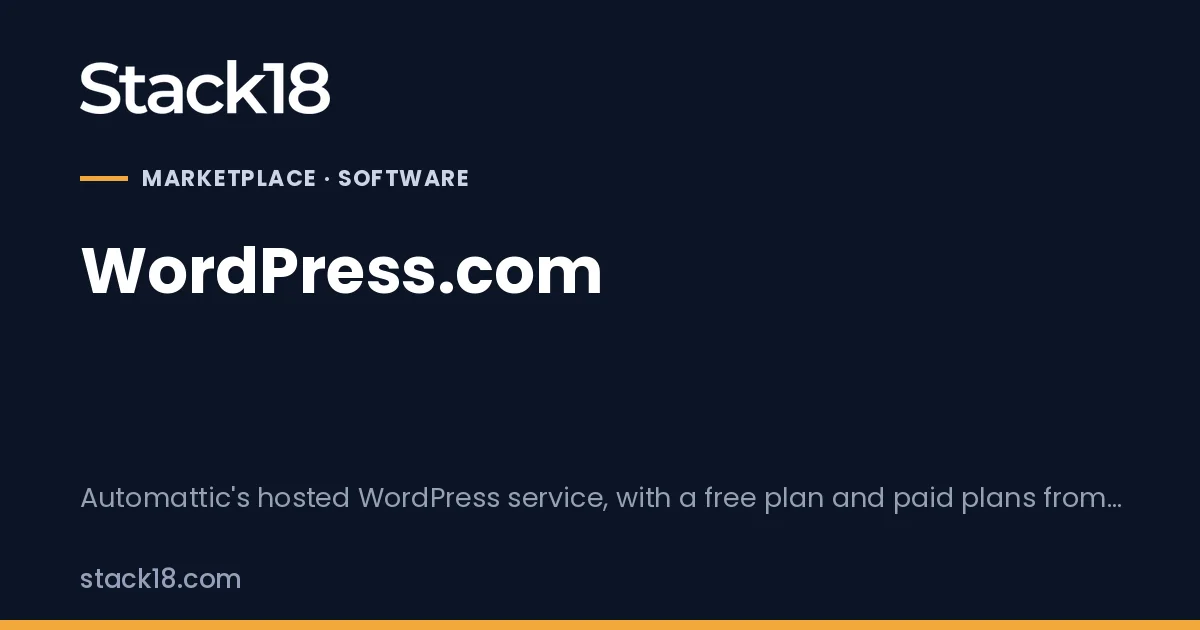 Stack18
MARKETPLACE · SOFTWARE
WordPress.com
Automattic's hosted WordPress service, with a free plan and paid plans from...
stack18.com